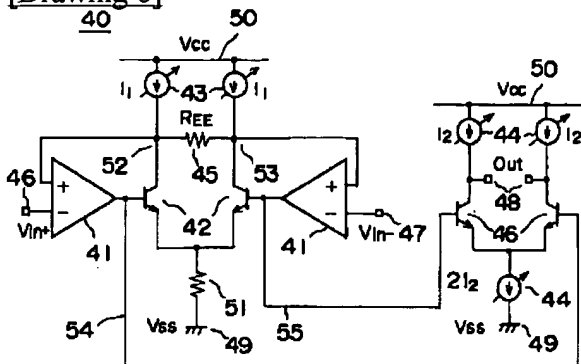 [Drawing 6]
40
50
Vcc
I1 43 I1
REE
52 45 53
50
Vcc
I2 44 I2
Out
48
46
+
−
Vin+
41
42
+
−
41
Vin−
47
46
2I2
44
51
54
Vss
49
55
Vss
49